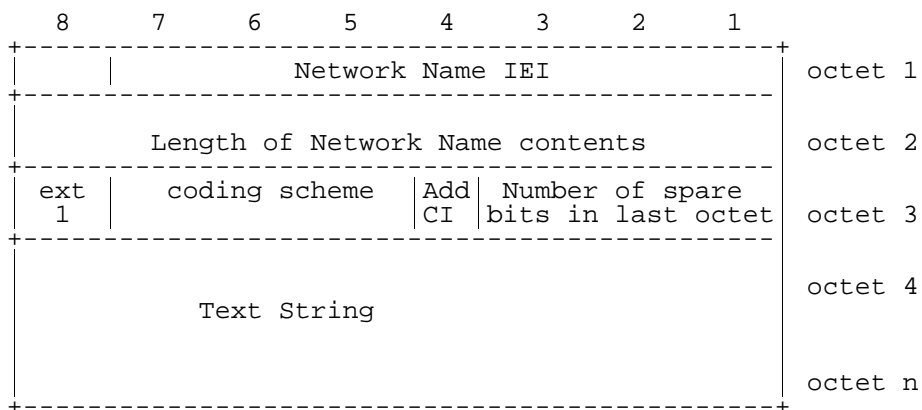 8 7 6 5 4 3 2 1
Network Name IEI octet 1
Length of Network Name contents octet 2
ext coding scheme Add Number of spare
1 CI bits in last octet octet 3
octet 4
Text String
octet n